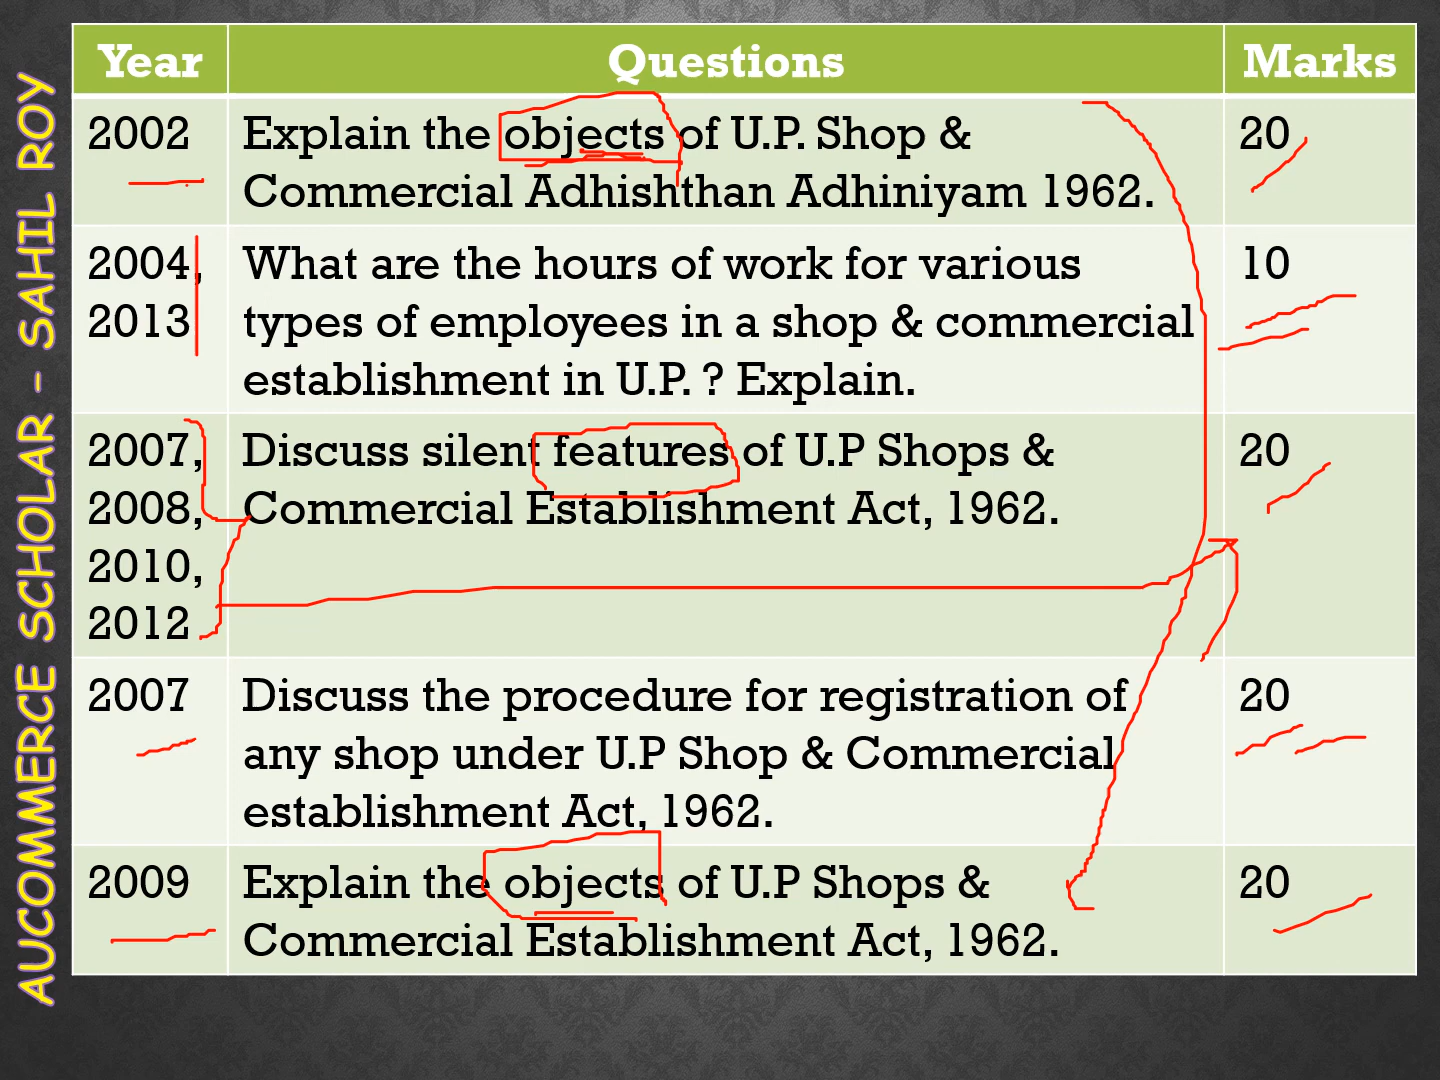 AUCOMMERCE SCHOLAR - SAHIL ROY
Year Questions Marks
2002 Explain the objects of U.P. Shop & 20
Commercial Adhishthan Adhiniyam 1962.
2004, What are the hours of work for various 10
2013 types of employees in a shop & commercial
establishment in U.P. ? Explain.
2007, Discuss silent features of U.P Shops & 20
2008, Commercial Establishment Act, 1962.
2010,
2012
2007 Discuss the procedure for registration of 20
any shop under U.P Shop & Commercial
establishment Act, 1962.
2009 Explain the objects of U.P Shops & 20
Commercial Establishment Act, 1962.